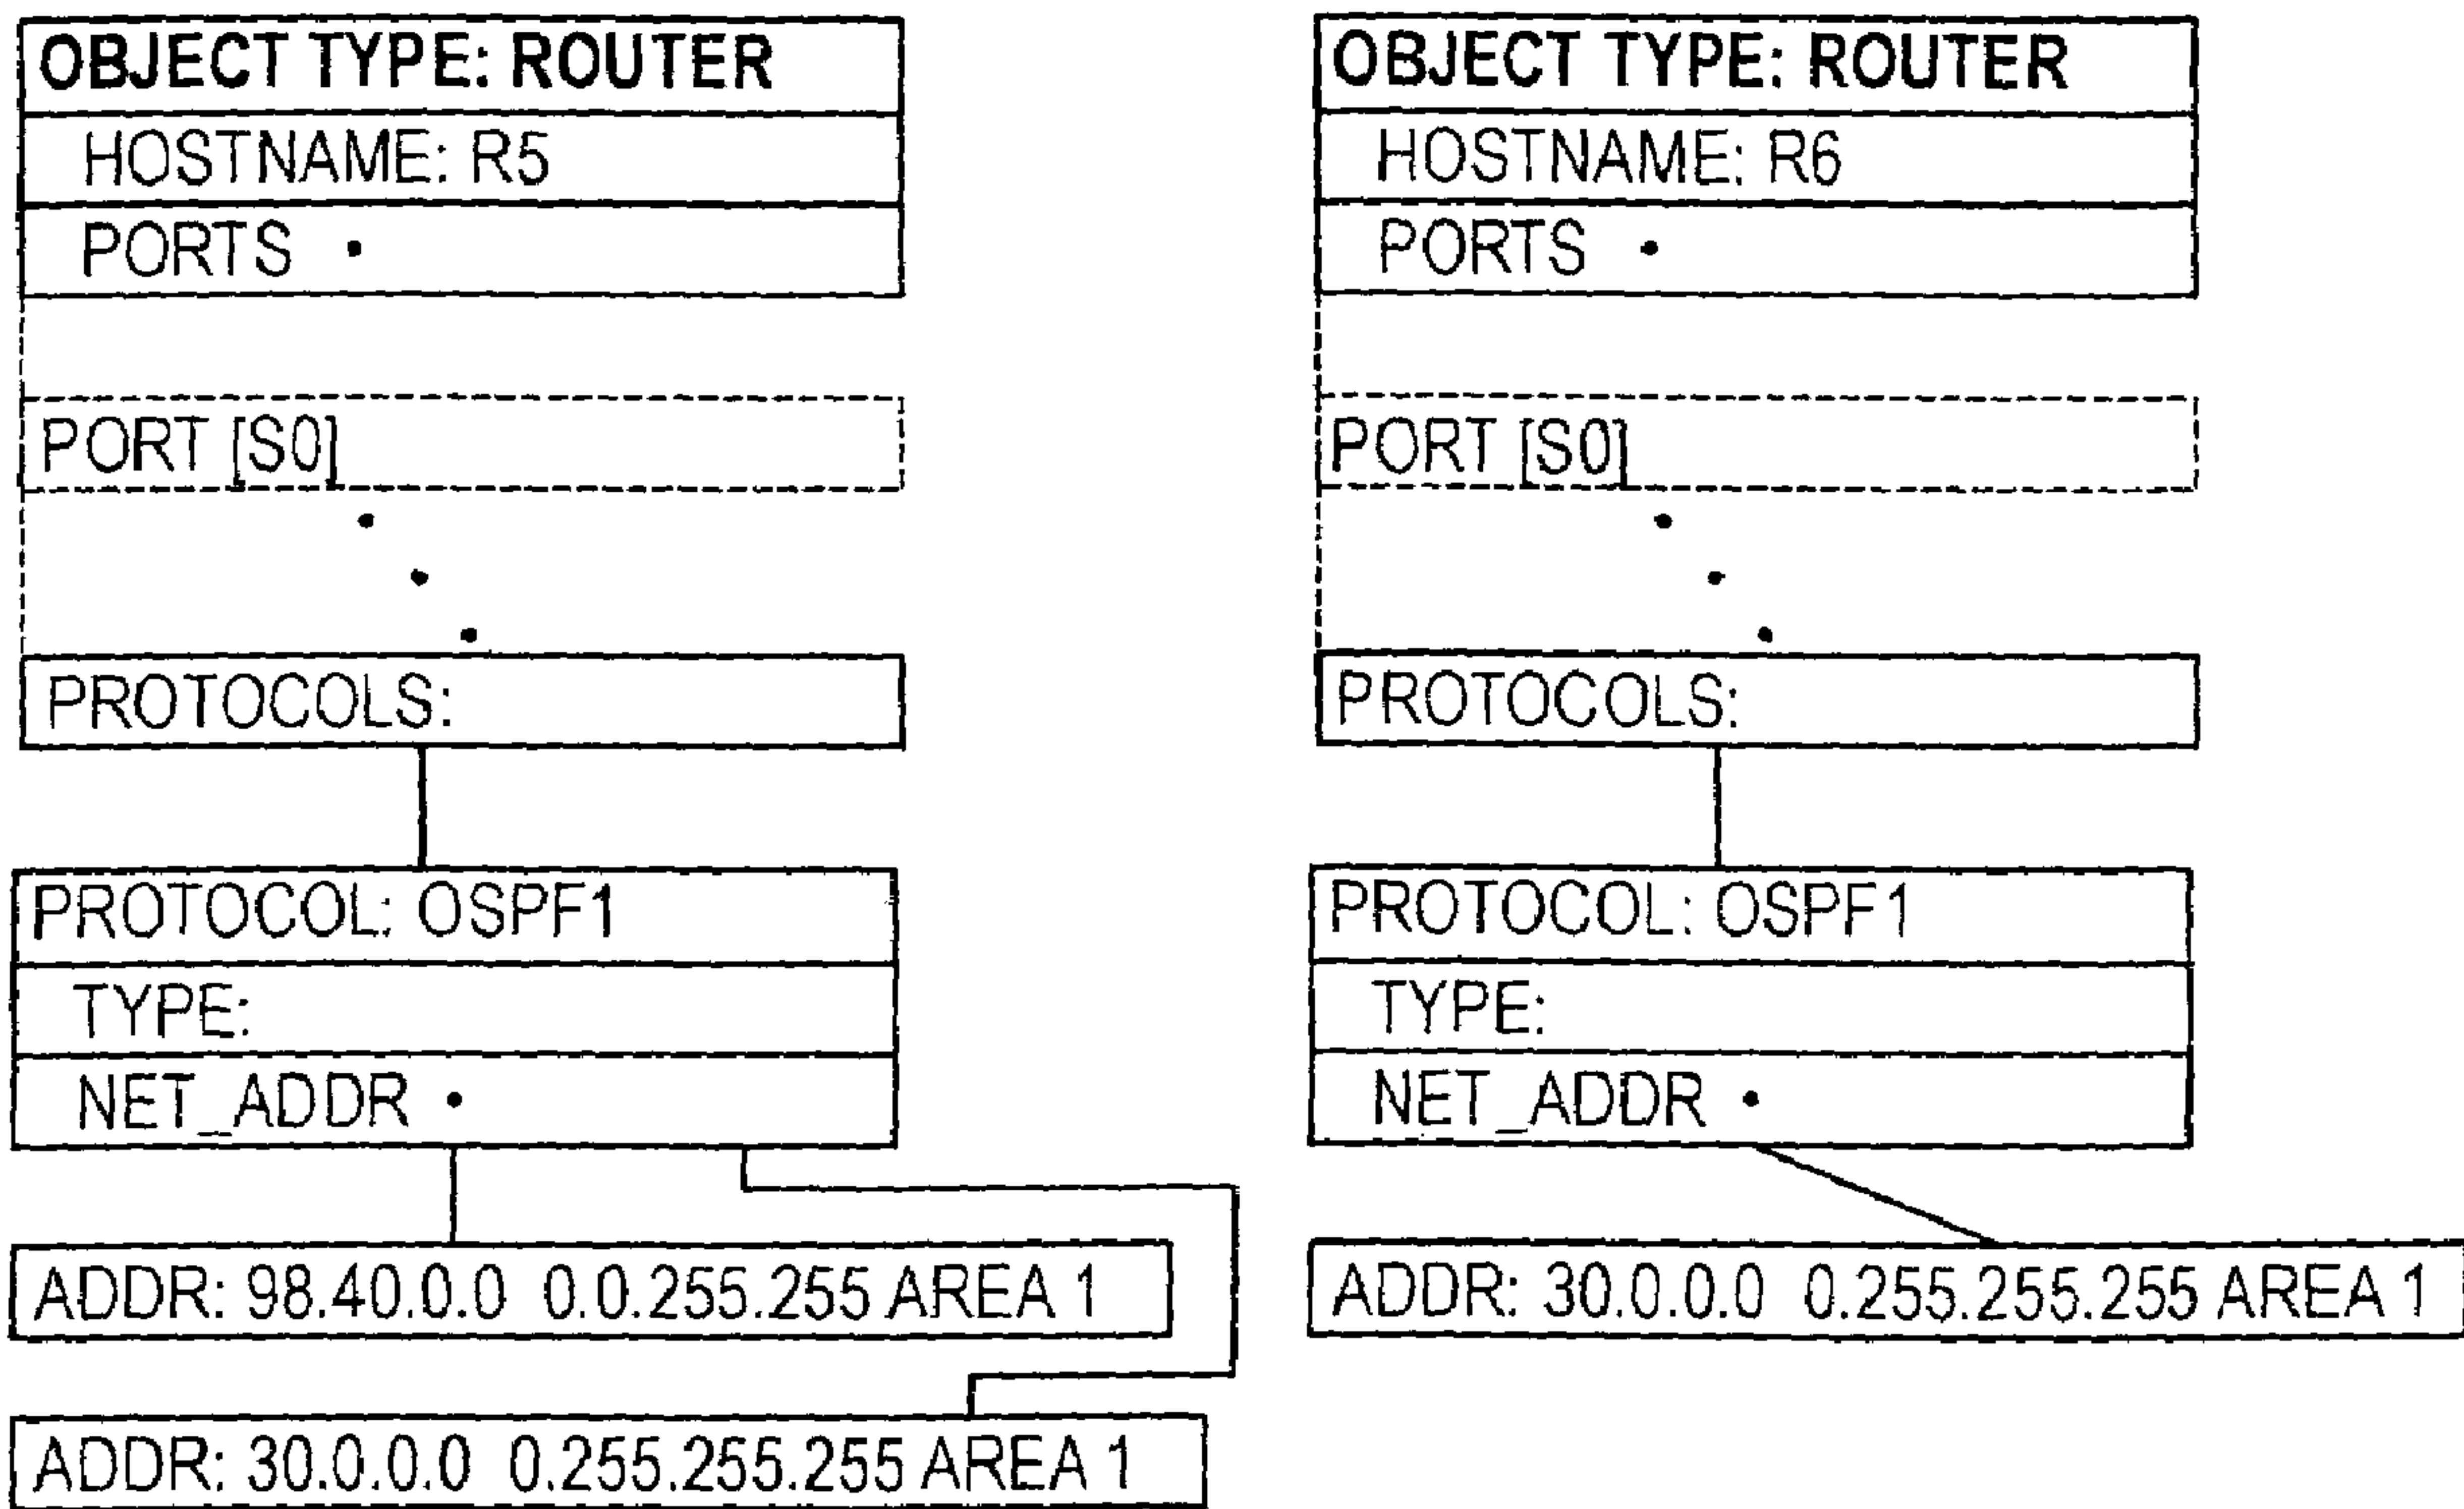 OBJECT TYPE: ROUTER
HOSTNAME: R5
PORTS
PORT [S0]
PROTOCOLS:
PROTOCOL: OSPF1
TYPE:
NET_ADDR
ADDR: 98.40.0.0 0.0.255.255 AREA 1
ADDR: 30.0.0.0 0.255.255.255 AREA 1
OBJECT TYPE: ROUTER
HOSTNAME: R6
PORTS
PORT [S0]
PROTOCOLS:
PROTOCOL: OSPF1
TYPE:
NET_ADDR
ADDR: 30.0.0.0 0.255.255.255 AREA 1